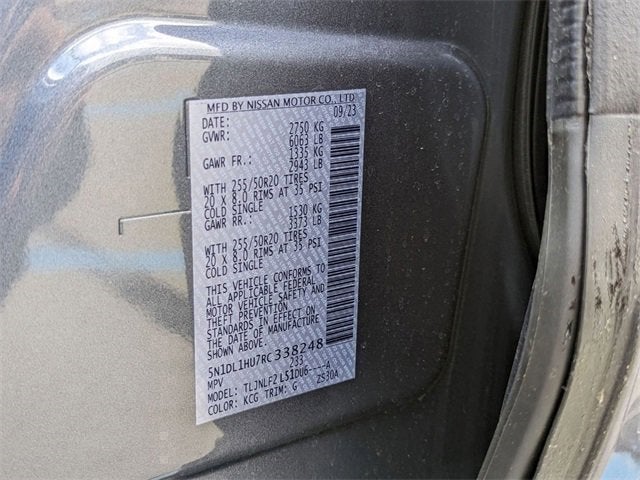 MFD BY NISSAN MOTOR CO., LTD
DATE: 09/23
GVWR: 2750 KG
6063 LB
GAWR FR: 1335 KG
2943 LB
WITH 255/50R20 TIRES
20 X 8.0 RIMS AT 35 PSI
COLD SINGLE
GAWR RR: 1530 KG
3373 LB
WITH 255/50R20 TIRES
20 X 8.0 RIMS AT 35 PSI
COLD SINGLE
THIS VEHICLE CONFORMS TO
ALL APPLICABLE FEDERAL
MOTOR VEHICLE SAFETY AND
THEFT PREVENTION
STANDARDS IN EFFECT ON
THE DATE OF MANUFACTURE
SHOWN ABOVE.
5N1DL1HU7RC338248
MPV 233
MODEL: TLJNLF2 L51DU6----A
COLOR: KCG TRIM: G ZS30A